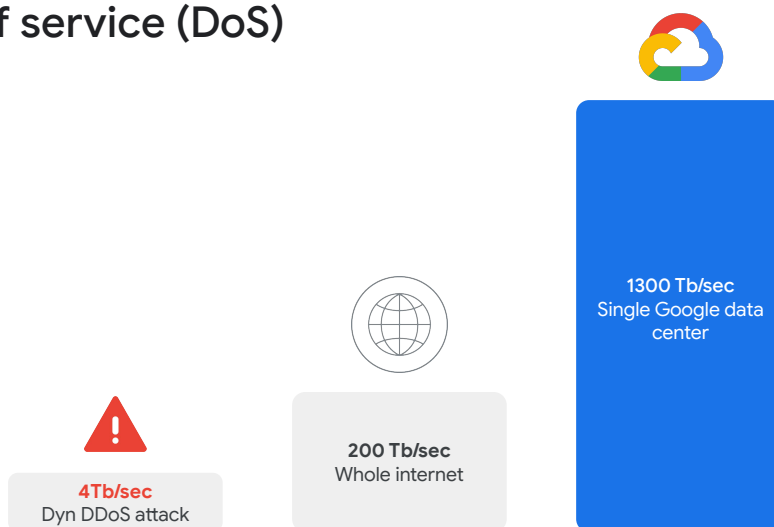 f service (DoS)
1300 Tb/sec
Single Google data
center
200 Tb/sec
Whole internet
4Tb/sec
Dyn DDoS attack